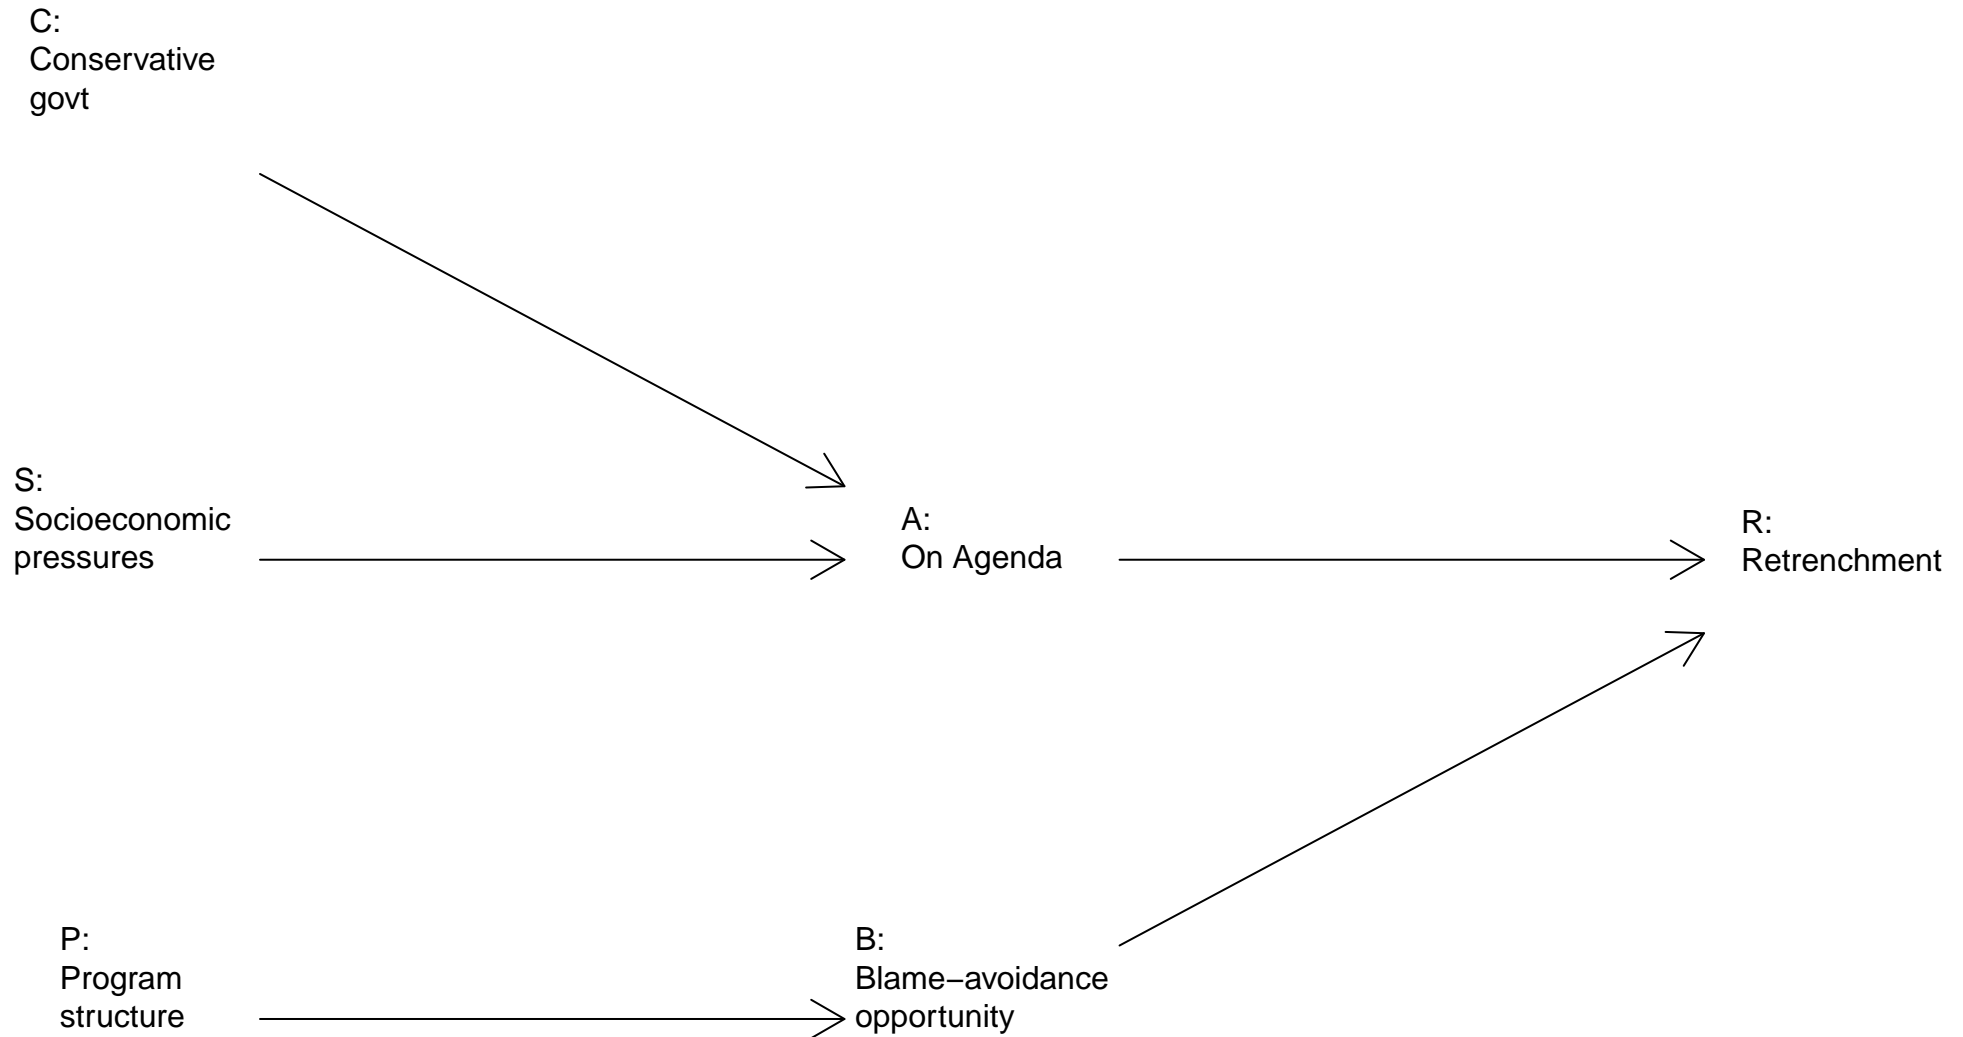 C:
Conservative
govt
S:
Socioeconomic
pressures
A:
On Agenda
R:
Retrenchment
P:
Program
structure
B:
Blame−avoidance
opportunity